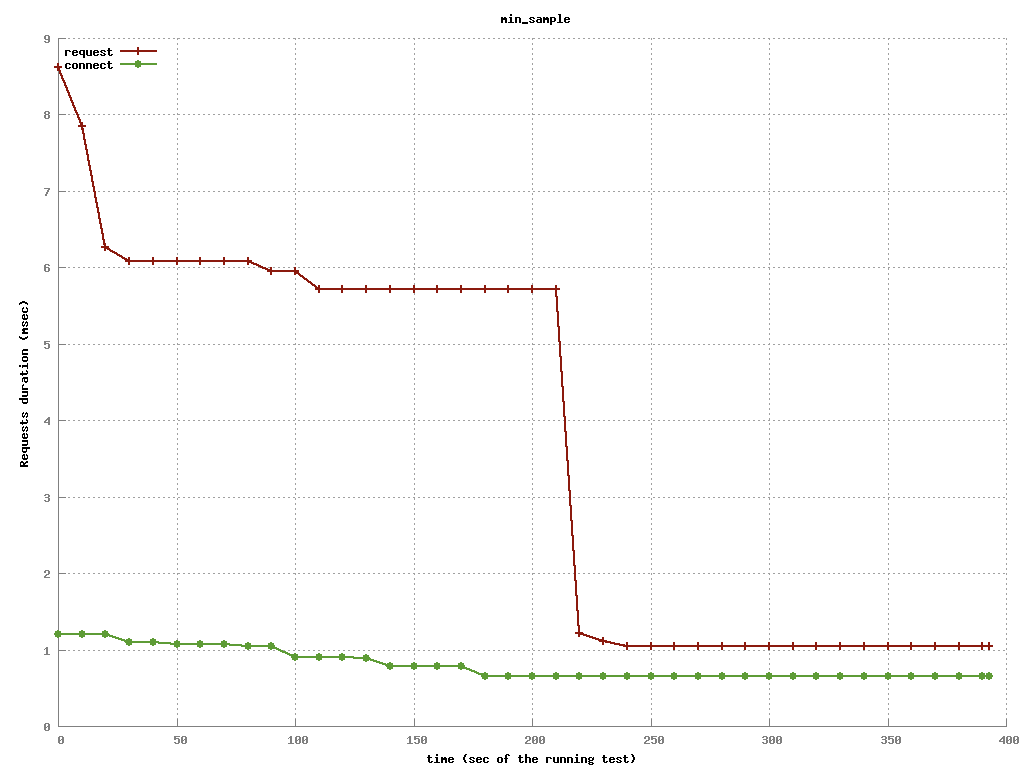 min_sample
request
connect
9
8
7
6
5
4
3
2
1
0
Requests duration (msec)
0 50 100 150 200 250 300 350 400
time (sec of the running test)